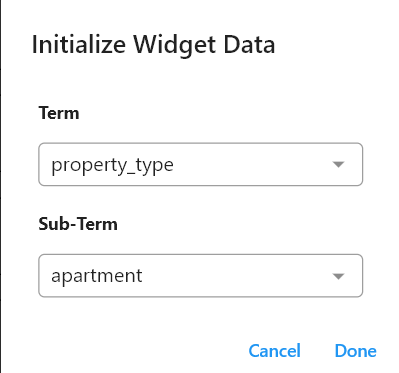 Initialize Widget Data
Term
property_type
Sub-Term
apartment
Cancel Done